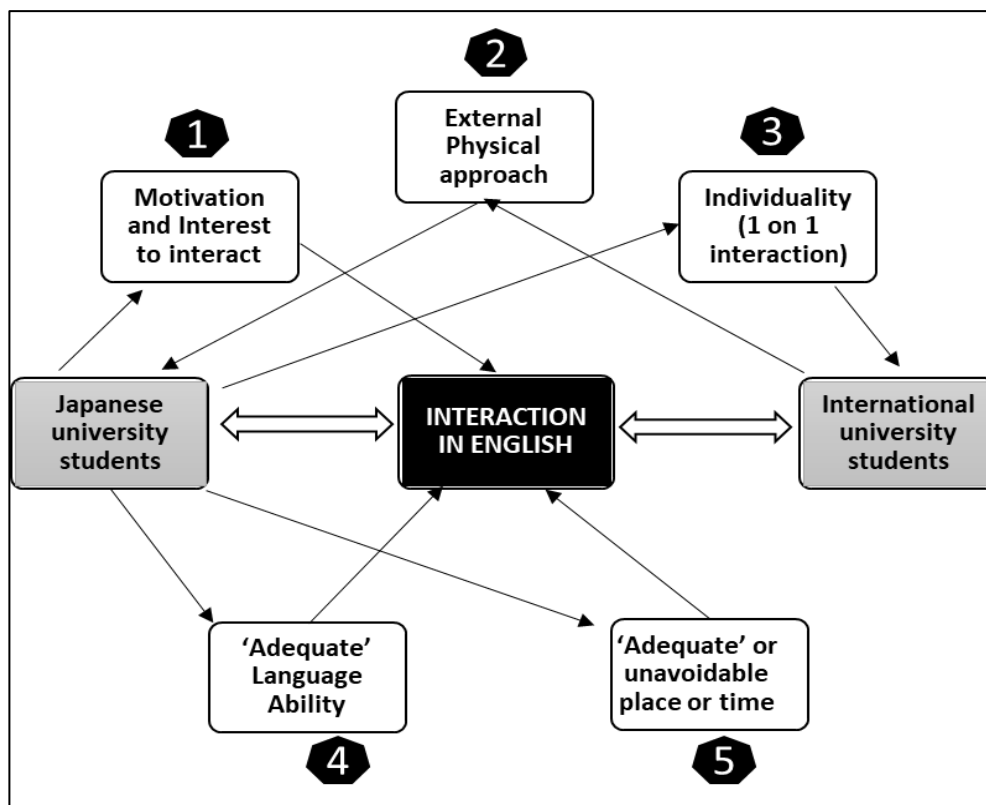 1
Motivation
and Interest
to interact
2
External
Physical
approach
3
Individuality
(1 on 1
interaction)
Japanese
university
students
INTERACTION
IN ENGLISH
International
university
students
‘Adequate’
Language
Ability
4
‘Adequate’ or
unavoidable
place or time
5